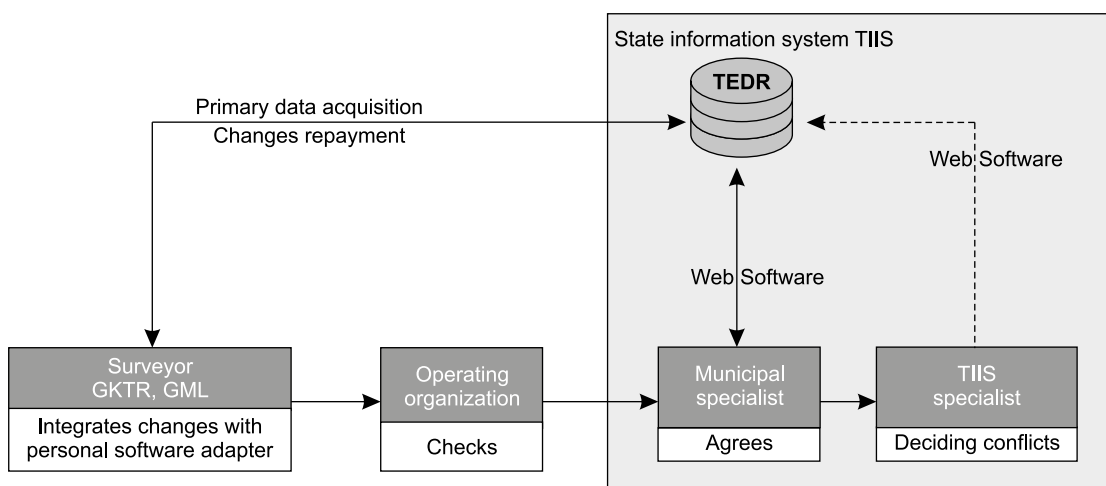 State information system TIIS
TEDR
Primary data acquisition
Changes repayment
Web Software
Web Software
Surveyor
GKTR, GML
Integrates changes with
personal software adapter
Operating
organization
Checks
Municipal
specialist
Agrees
TIIS
specialist
Deciding conflicts